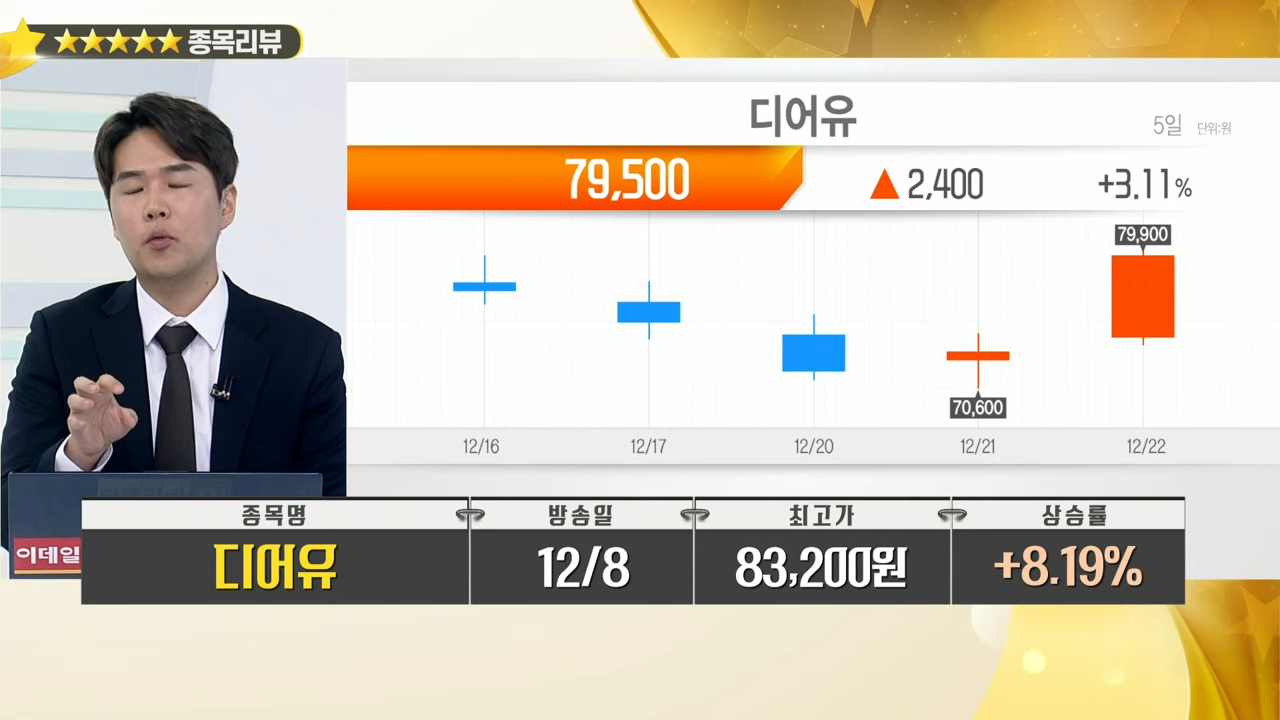 ★★★★★ 종목리뷰
디어유
5일 단위:원
79,500 ▲ 2,400 +3.11%
79,900
70,600
12/16 12/17 12/20 12/21 12/22
종목명 방송일 최고가 상승률
이데일
디어유 12/8 83,200원 +8.19%